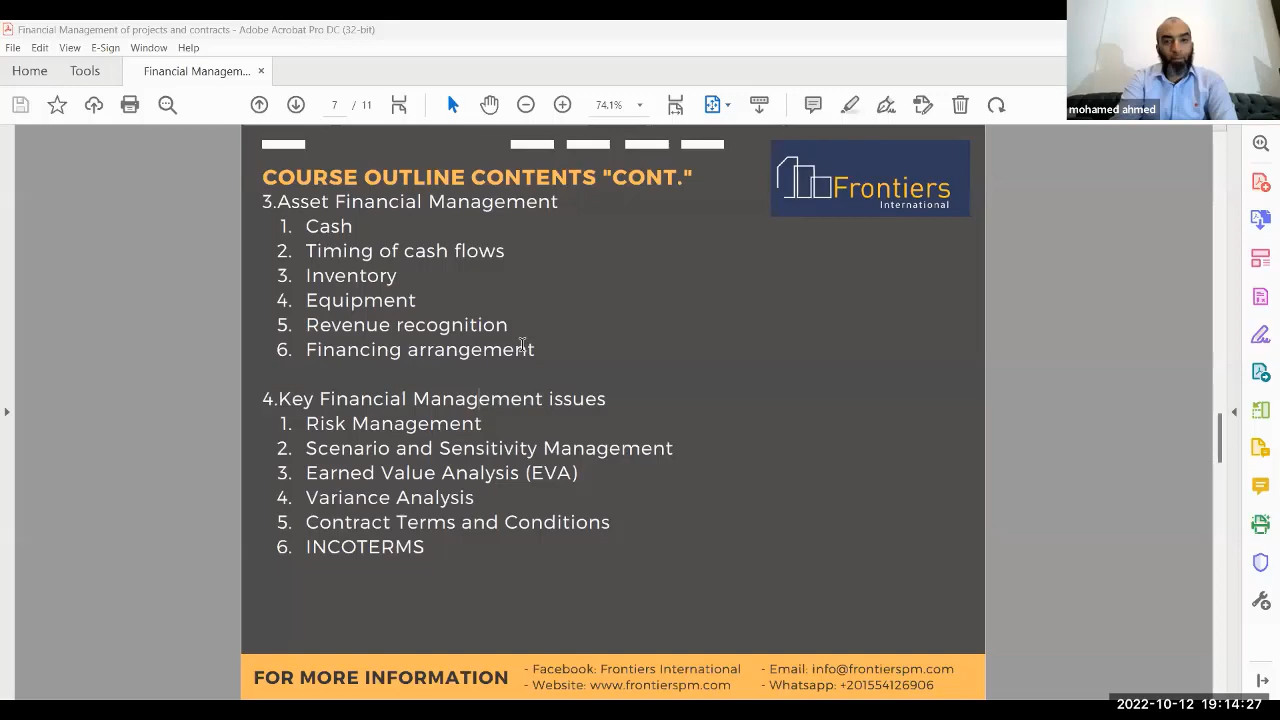 Financial Management of projects and contracts - Adobe Acrobat Pro DC (32-bit)
File Edit View E-Sign Window Help
Home Tools Financial Managem... ×
7 / 11 74.1%
mohamed ahmed
COURSE OUTLINE CONTENTS "CONT."
Frontiers
International
3.Asset Financial Management
1. Cash
2. Timing of cash flows
3. Inventory
4. Equipment
5. Revenue recognition
6. Financing arrangement
4.Key Financial Management issues
1. Risk Management
2. Scenario and Sensitivity Management
3. Earned Value Analysis (EVA)
4. Variance Analysis
5. Contract Terms and Conditions
6. INCOTERMS
FOR MORE INFORMATION
- Facebook: Frontiers International
- Website: www.frontierspm.com
- Email: info@frontierspm.com
- Whatsapp: +201554126906
2022-10-12 19:14:27